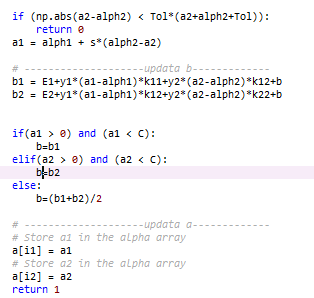 if (np.abs(a2-alph2) < Tol*(a2+alph2+Tol)):
return 0
a1 = alph1 + s*(alph2-a2)
# --------------------updata b-------------
b1 = E1+y1*(a1-alph1)*k11+y2*(a2-alph2)*k12+b
b2 = E2+y1*(a1-alph1)*k12+y2*(a2-alph2)*k22+b
if(a1 > 0) and (a1 < C):
b=b1
elif(a2 > 0) and (a2 < C):
b=b2
else:
b=(b1+b2)/2
# --------------------updata a-------------
# Store a1 in the alpha array
a[i1] = a1
# Store a2 in the alpha array
a[i2] = a2
return 1